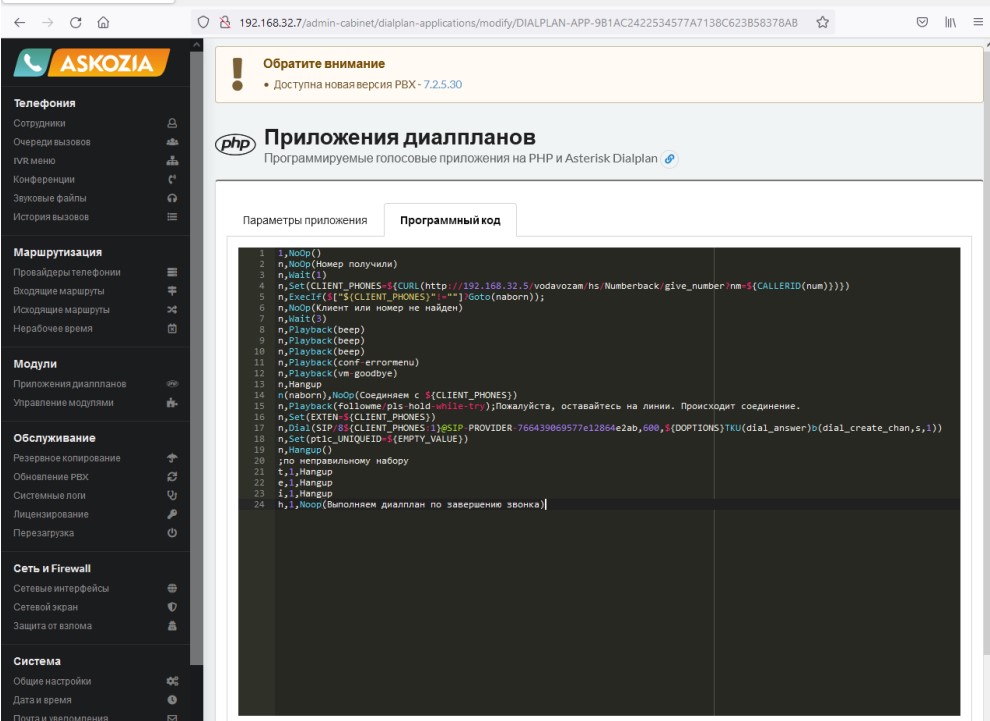 192.168.32.7/admin-cabinet/dialplan-applications/modify/DIALPLAN-APP-9B1AC2422534577A7138C623B58378AB
ASKOZIA
Телефония
Сотрудники
Очереди вызовов
IVR меню
Конференции
Звуковые файлы
История вызовов
Маршрутизация
Провайдеры телефонии
Входящие маршруты
Исходящие маршруты
Нерабочее время
Модули
Приложения диалпланов
Управление модулями
Обслуживание
Резервное копирование
Обновление PBX
Системные логи
Лицензирование
Перезагрузка
Сеть и Firewall
Сетевые интерфейсы
Сетевой экран
Защита от взлома
Система
Общие настройки
Дата и время
Почта и уведомления
Обратите внимание
• Доступна новая версия PBX - 7.2.5.30
php
Приложения диалпланов
Программируемые голосовые приложения на PHP и Asterisk Dialplan
Параметры приложения
Программный код
1 1,NoOp()
2 n,NoOp(Номер получили)
3 n,Wait(1)
4 n,Set(CLIENT_PHONES=${CURL(http://192.168.32.5/vodavozam/hs/Numberback/give_number?nm=${CALLERID(num)})})
5 n,ExecIf($["${CLIENT_PHONES}"!=""]?Goto(naborn));
6 n,NoOp(Клиент или номер не найден)
7 n,Wait(3)
8 n,Playback(beep)
9 n,Playback(beep)
10 n,Playback(beep)
11 n,Playback(conf-errormenu)
12 n,Playback(vm-goodbye)
13 n,Hangup
14 n(naborn),NoOp(Соединяем с ${CLIENT_PHONES})
15 n,Playback(followme/pls-hold-while-try);Пожалуйста, оставайтесь на линии. Происходит соединение.
16 n,Set(EXTEN=${CLIENT_PHONES})
17 n,Dial(SIP/8${CLIENT_PHONES:1}@SIP-PROVIDER-766439069577e12864e2ab,600,${DOPTIONS}TKU(dial_answer)b(dial_create_chan,s,1))
18 n,Set(pt1c_UNIQUEID=${EMPTY_VALUE})
19 n,Hangup()
20 ;по неправильному набору
21 t,1,Hangup
22 e,1,Hangup
23 i,1,Hangup
24 h,1,Noop(Выполняем диалплан по завершению звонка)